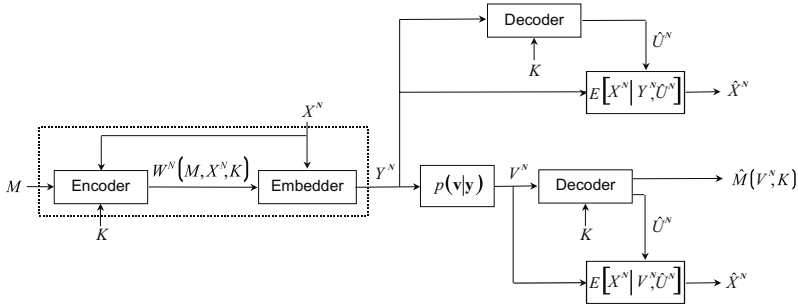 Decoder
Û^N
K
E[X^N | Y^N, Û^N]
X̂^N
X^N
W^N(M, X^N, K)
Y^N
M
Encoder
Embedder
p(v|y)
V^N
Decoder
M̂(V^N, K)
K
K
Û^N
E[X^N | V^N, Û^N]
X̂^N